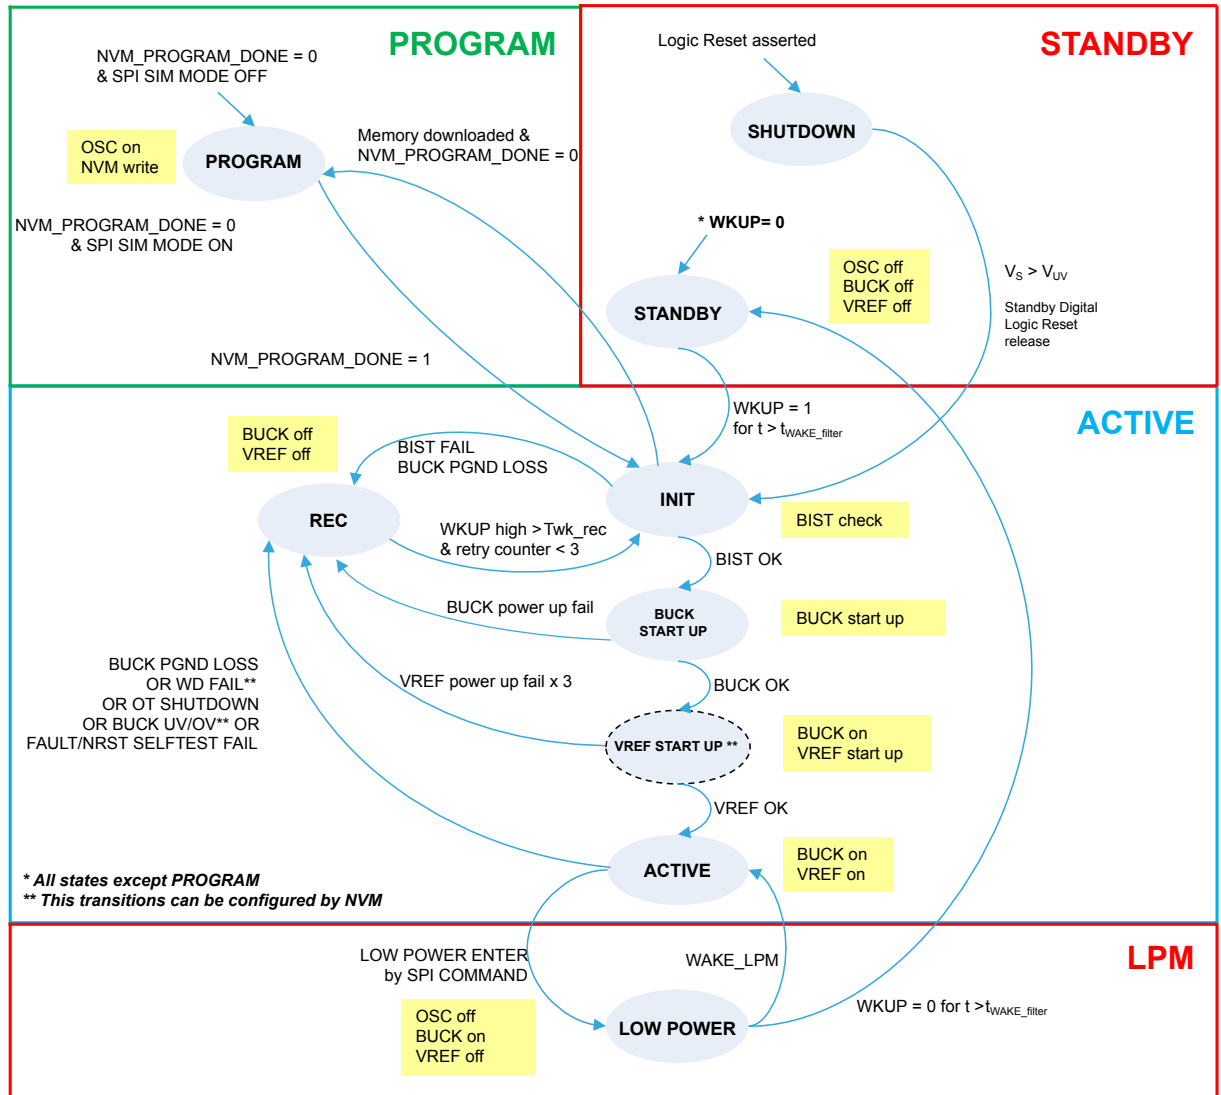 PROGRAM
NVM_PROGRAM_DONE = 0
& SPI SIM MODE OFF
OSC on
NVM write
PROGRAM
Memory downloaded &
NVM_PROGRAM_DONE = 0
NVM_PROGRAM_DONE = 0
& SPI SIM MODE ON
NVM_PROGRAM_DONE = 1
STANDBY
Logic Reset asserted
SHUTDOWN
* WKUP= 0
OSC off
BUCK off
VREF off
STANDBY
VS > VUV
Standby Digital
Logic Reset
release
WKUP = 1
for t > tWAKE_filter
ACTIVE
BUCK off
VREF off
BIST FAIL
BUCK PGND LOSS
REC
INIT
BIST check
WKUP high > Twk_rec
& retry counter < 3
BIST OK
BUCK power up fail
BUCK
START UP
BUCK start up
BUCK PGND LOSS
OR WD FAIL**
OR OT SHUTDOWN
OR BUCK UV/OV** OR
FAULT/NRST SELFTEST FAIL
VREF power up fail x 3
BUCK OK
VREF START UP **
BUCK on
VREF start up
VREF OK
ACTIVE
BUCK on
VREF on
* All states except PROGRAM
** This transitions can be configured by NVM
LPM
LOW POWER ENTER
by SPI COMMAND
WAKE_LPM
OSC off
BUCK on
VREF off
LOW POWER
WKUP = 0 for t >tWAKE_filter